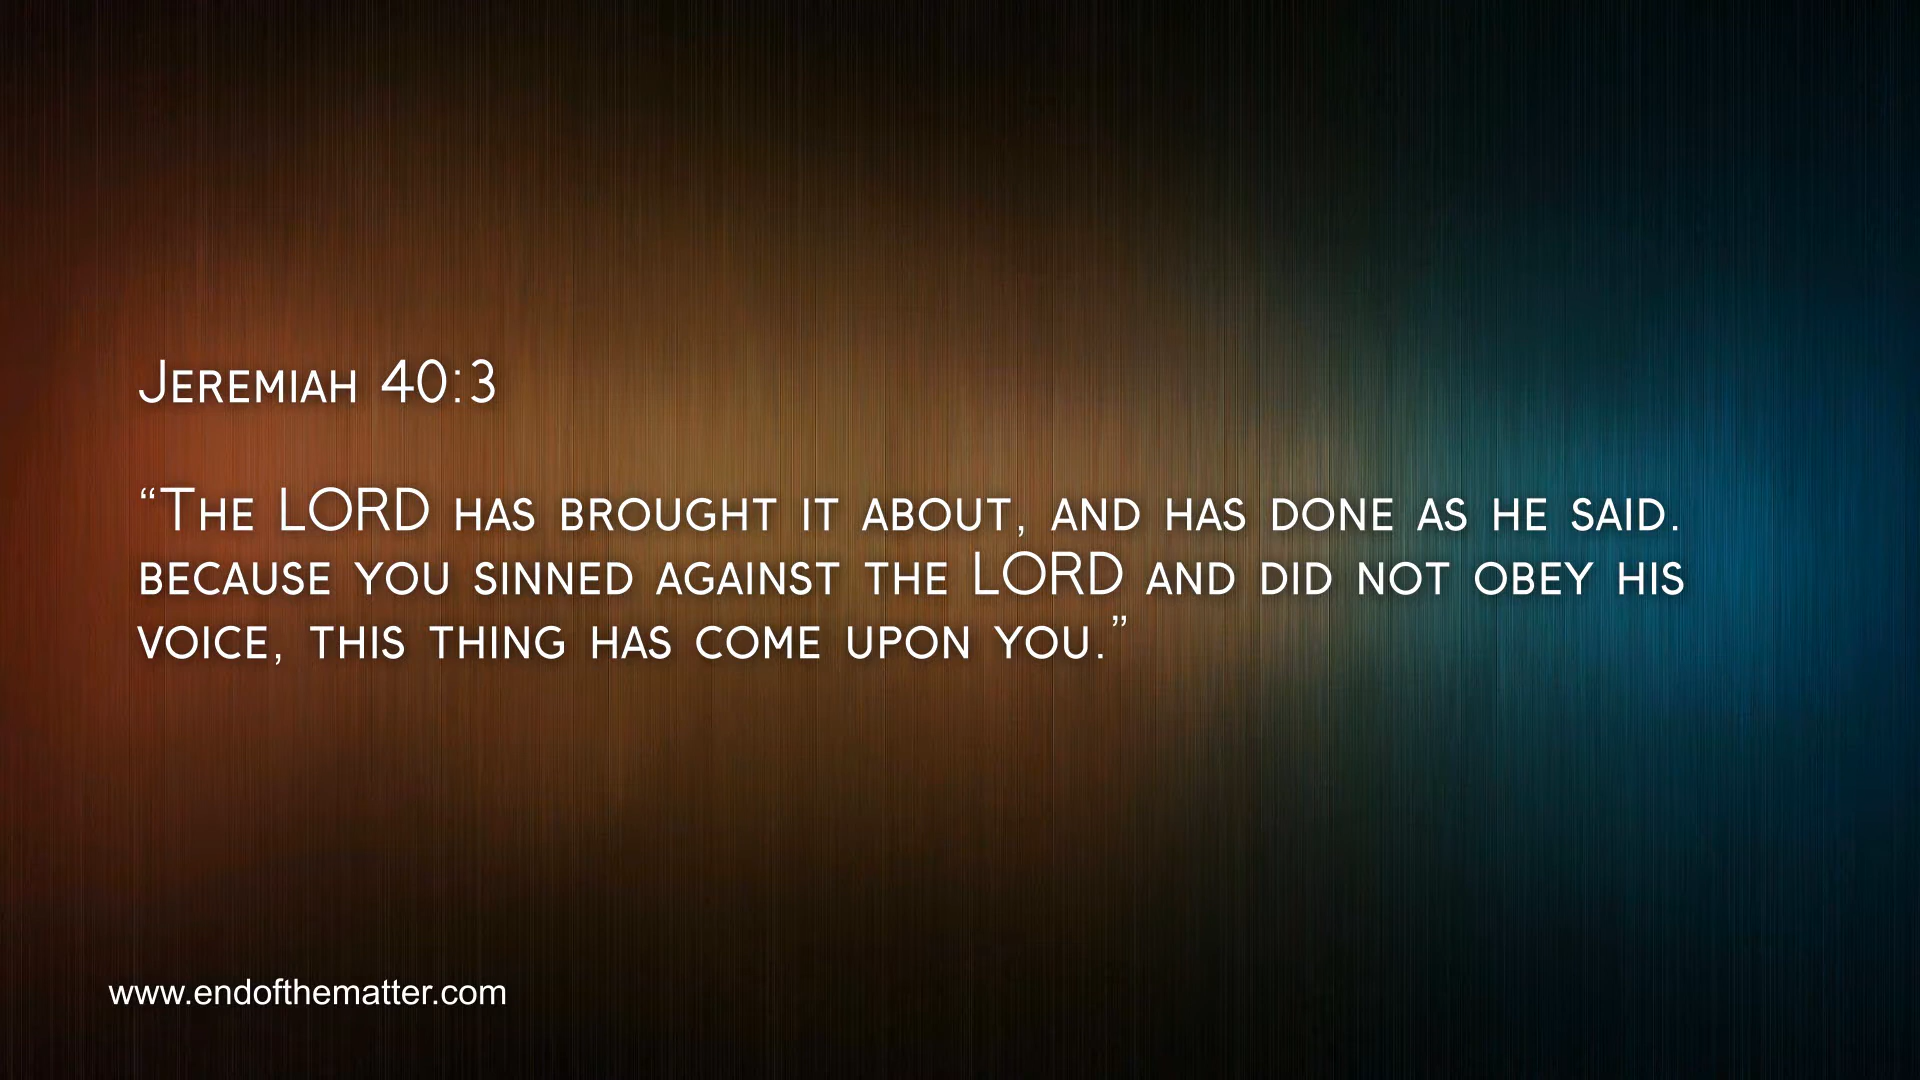 Jeremiah 40:3
“The LORD has brought it about, and has done as he said.
because you sinned against the LORD and did not obey his
voice, this thing has come upon you.”
www.endofthematter.com